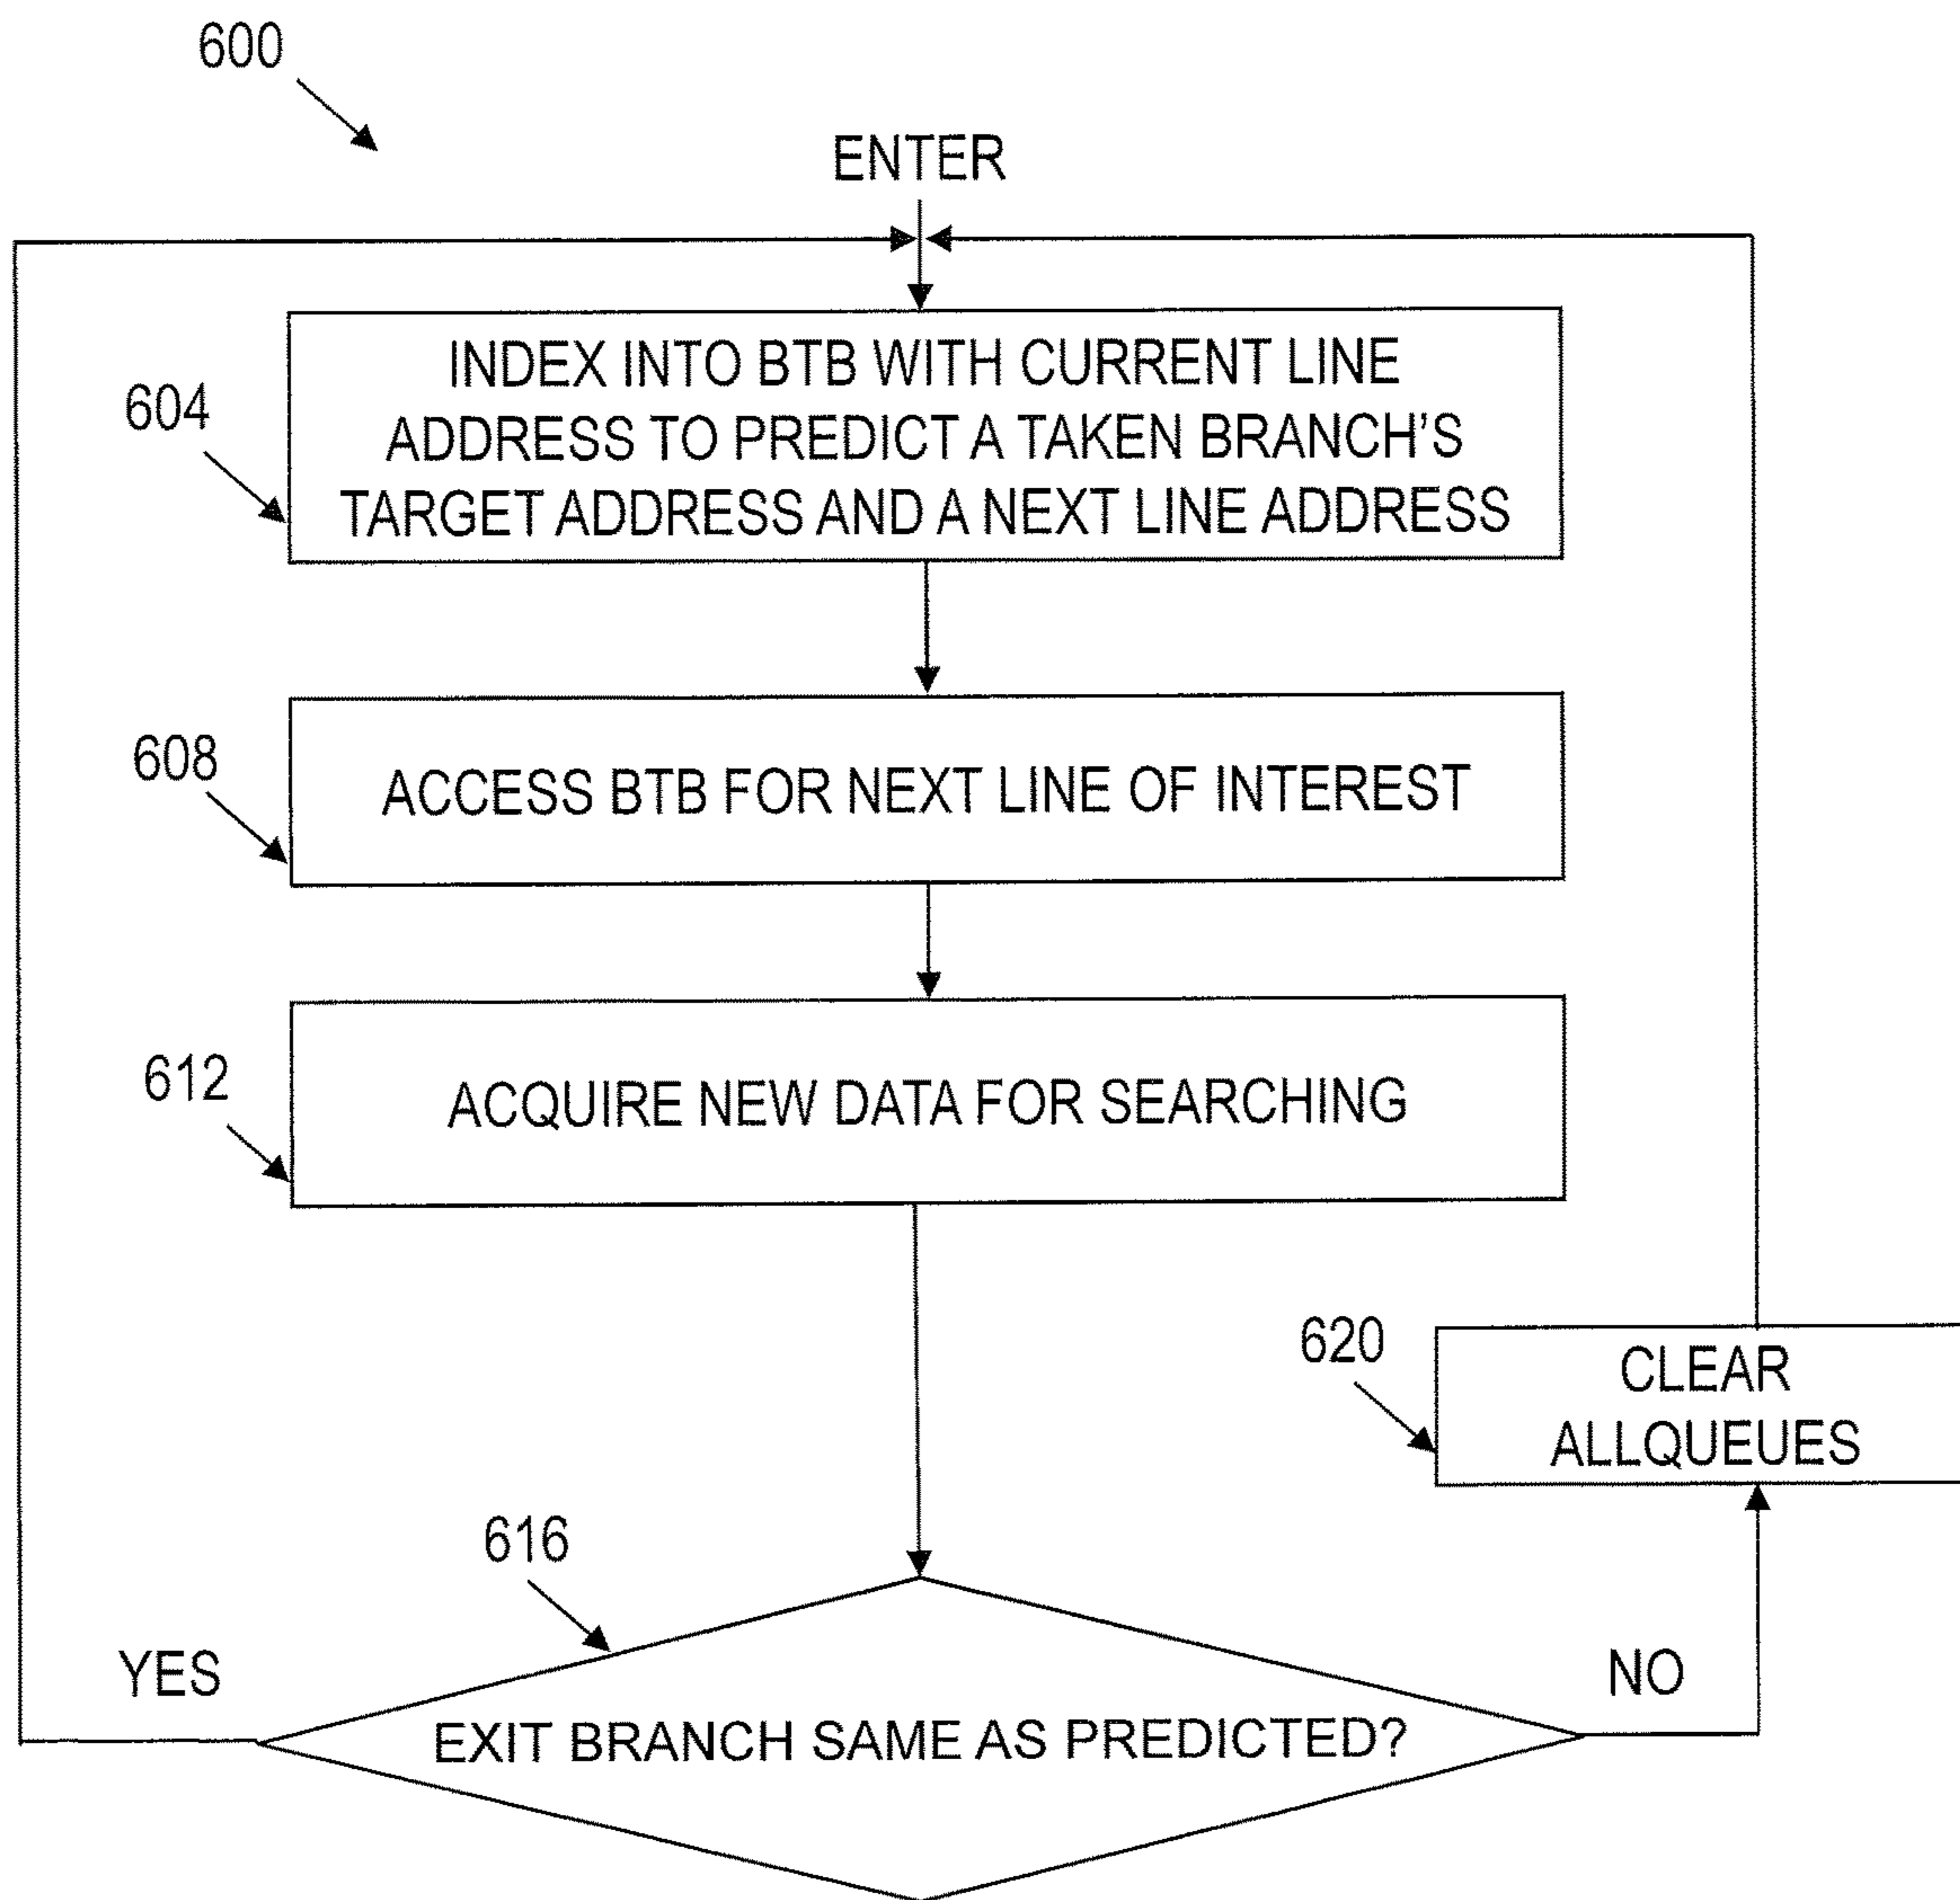 600
ENTER
604
INDEX INTO BTB WITH CURRENT LINE
ADDRESS TO PREDICT A TAKEN BRANCH'S
TARGET ADDRESS AND A NEXT LINE ADDRESS
608
ACCESS BTB FOR NEXT LINE OF INTEREST
612
ACQUIRE NEW DATA FOR SEARCHING
620
CLEAR
ALLQUEUES
616
YES
EXIT BRANCH SAME AS PREDICTED?
NO